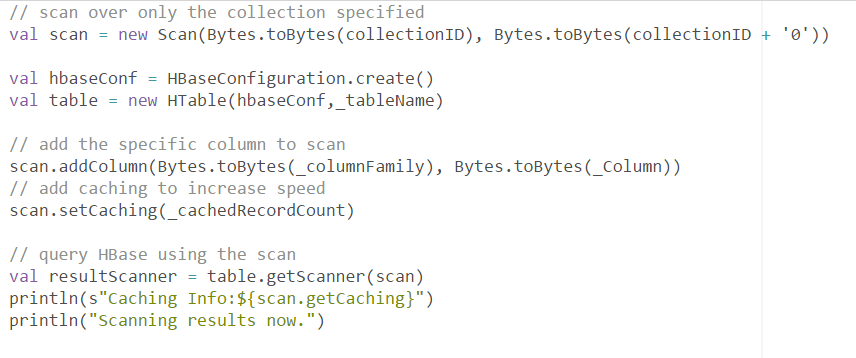 // scan over only the collection specified
val scan = new Scan(Bytes.toBytes(collectionID), Bytes.toBytes(collectionID + '0'))
val hbaseConf = HBaseConfiguration.create()
val table = new HTable(hbaseConf,_tableName)
// add the specific column to scan
scan.addColumn(Bytes.toBytes(_columnFamily), Bytes.toBytes(_Column))
// add caching to increase speed
scan.setCaching(_cachedRecordCount)
// query HBase using the scan
val resultScanner = table.getScanner(scan)
println(s"Caching Info:${scan.getCaching}")
println("Scanning results now.")